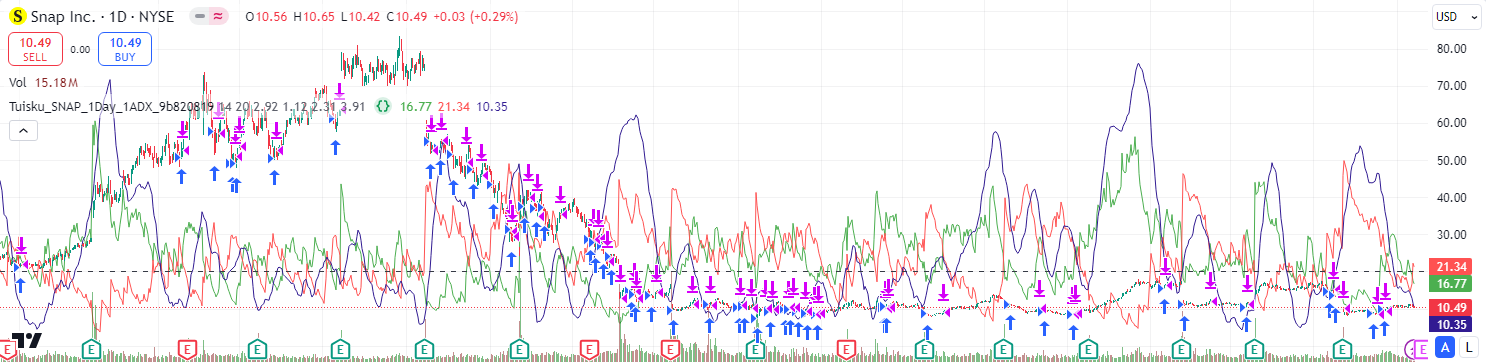 S Snap Inc. · 1D · NYSE O10.56 H10.65 L10.42 C10.49 +0.03 (+0.29%)
USD
10.49 SELL 0.00 10.49 BUY
Vol 15.18M
Tuisku_SNAP_1Day_1ADX_9b820819 14 20 2.92 1.12 2.31 3.91 {} 16.77 21.34 10.35
80.00
70.00
60.00
50.00
40.00
30.00
21.34
16.77
10.49
10.35
E E E E E E E E E E E E E E E E E E
A L